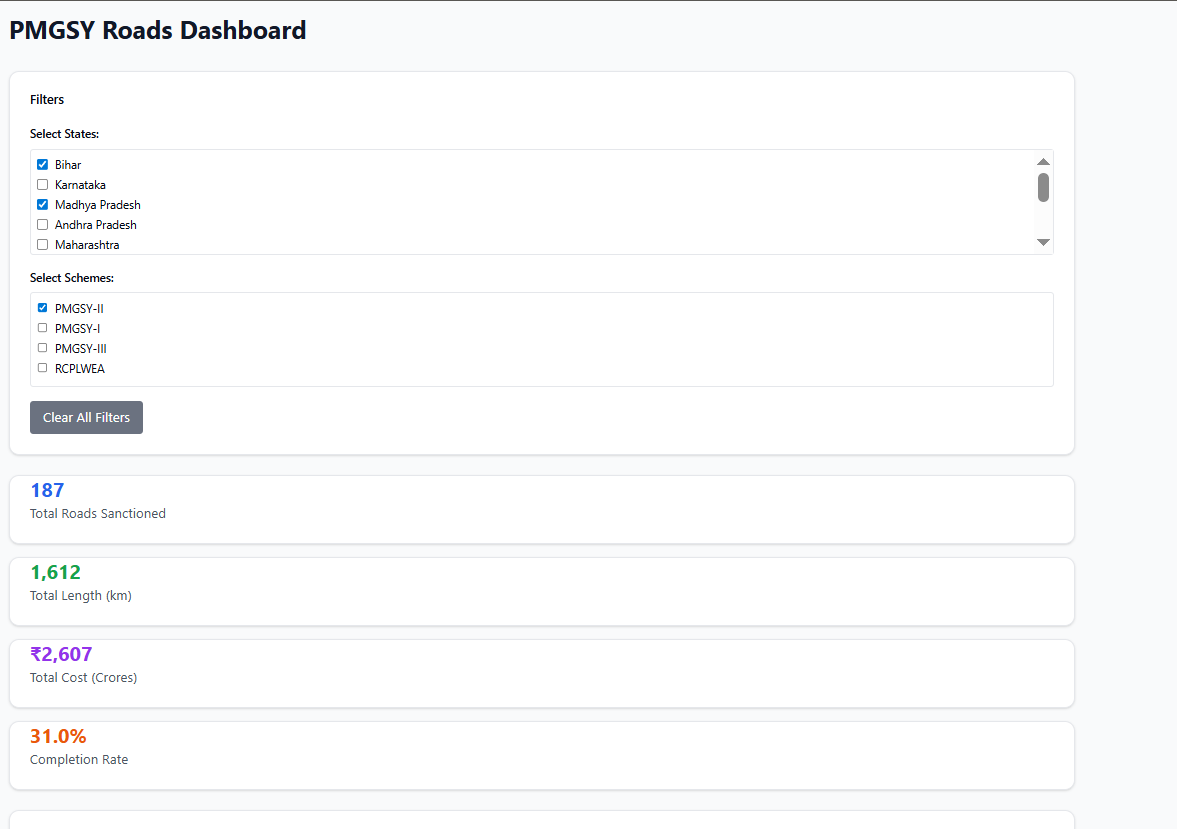 PMGSY Roads Dashboard
Filters
Select States:
Bihar
Karnataka
Madhya Pradesh
Andhra Pradesh
Maharashtra
Select Schemes:
PMGSY-II
PMGSY-I
PMGSY-III
RCPLWEA
Clear All Filters
187
Total Roads Sanctioned
1,612
Total Length (km)
₹2,607
Total Cost (Crores)
31.0%
Completion Rate